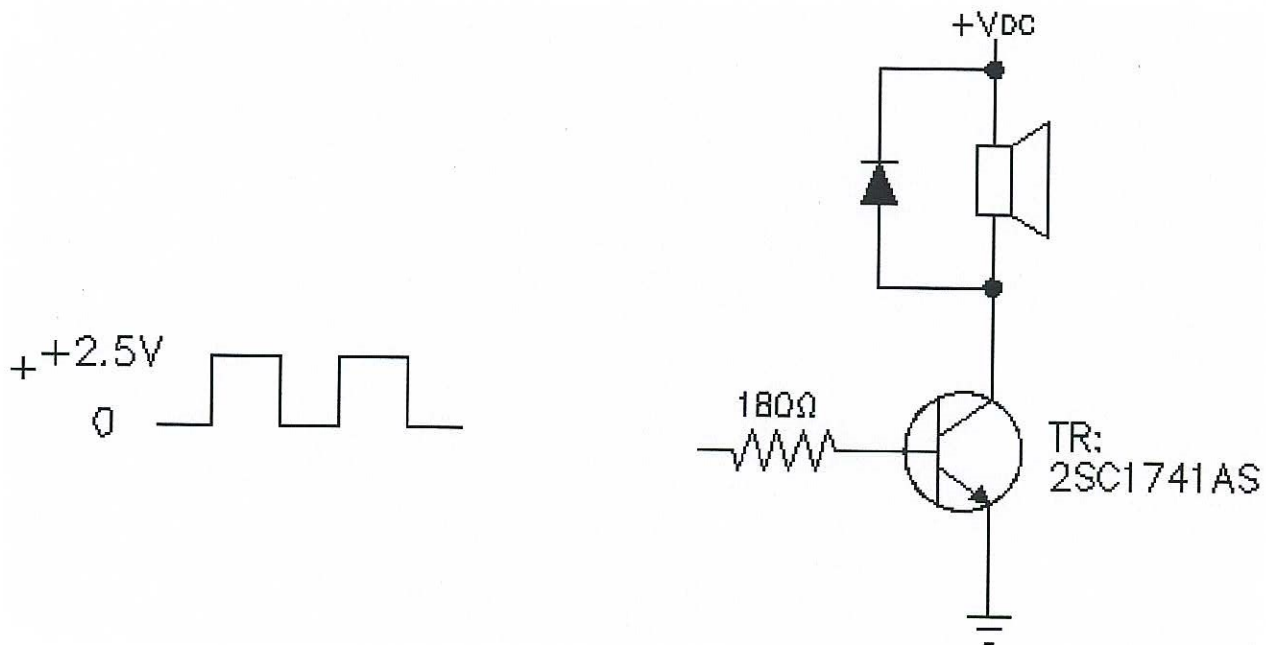 +VDC
++2.5V
0
180Ω
TR:
2SC1741AS